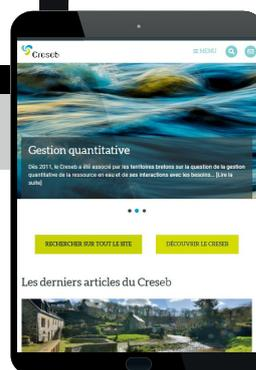 Creseb
≡ MENU
Gestion quantitative
Dès 2011, le Creseb a été associé par les territoires bretons sur la question de la gestion
quantitative de la ressource en eau et de ses interactions avec les besoins... [Lire la
suite]
RECHERCHER SUR TOUT LE SITE
DÉCOUVRIR LE CRESEB
Les derniers articles du Creseb